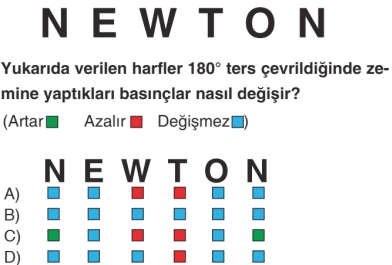 N E W T O N
Yukarıda verilen harfler 180° ters çevrildiğinde ze-
mine yaptıkları basınçlar nasıl değişir?
(Artar Azalır Değişmez)
N E W T O N
A)
B)
C)
D)